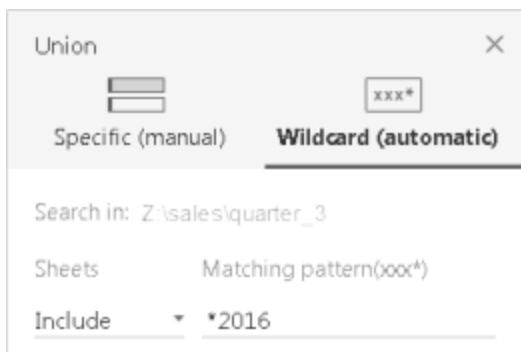 Union ×
xxx*
Specific (manual) Wildcard (automatic)
Search in: Z:\sales\quarter_3
Sheets Matching pattern(xxx*)
Include *2016